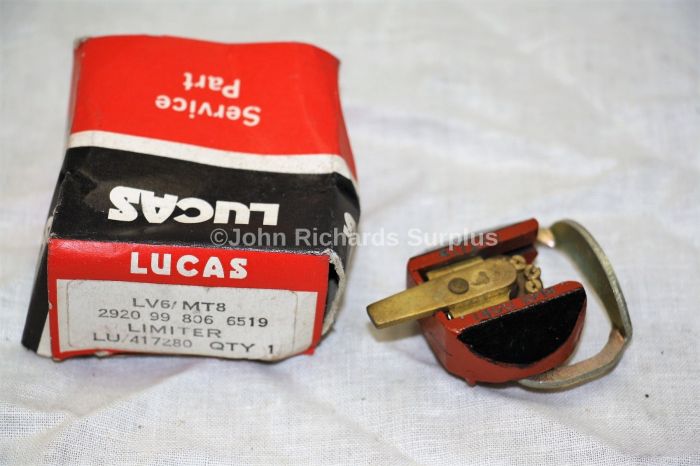 Service
Part
LUCAS
LUCAS
LV6/ MT8
2920 99 806 6519
LIMITER
LU/417280 QTY 1
©John Richards Surplus